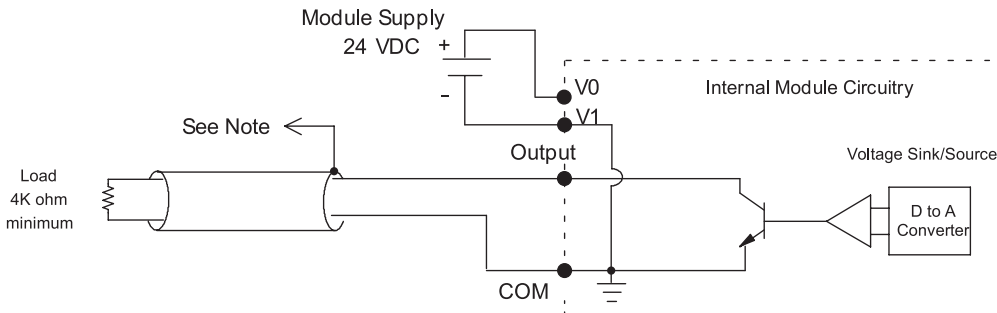 Module Supply
24 VDC
+
-
V0
V1
Internal Module Circuitry
See Note
Output
Voltage Sink/Source
Load
4K ohm
minimum
D to A
Converter
COM